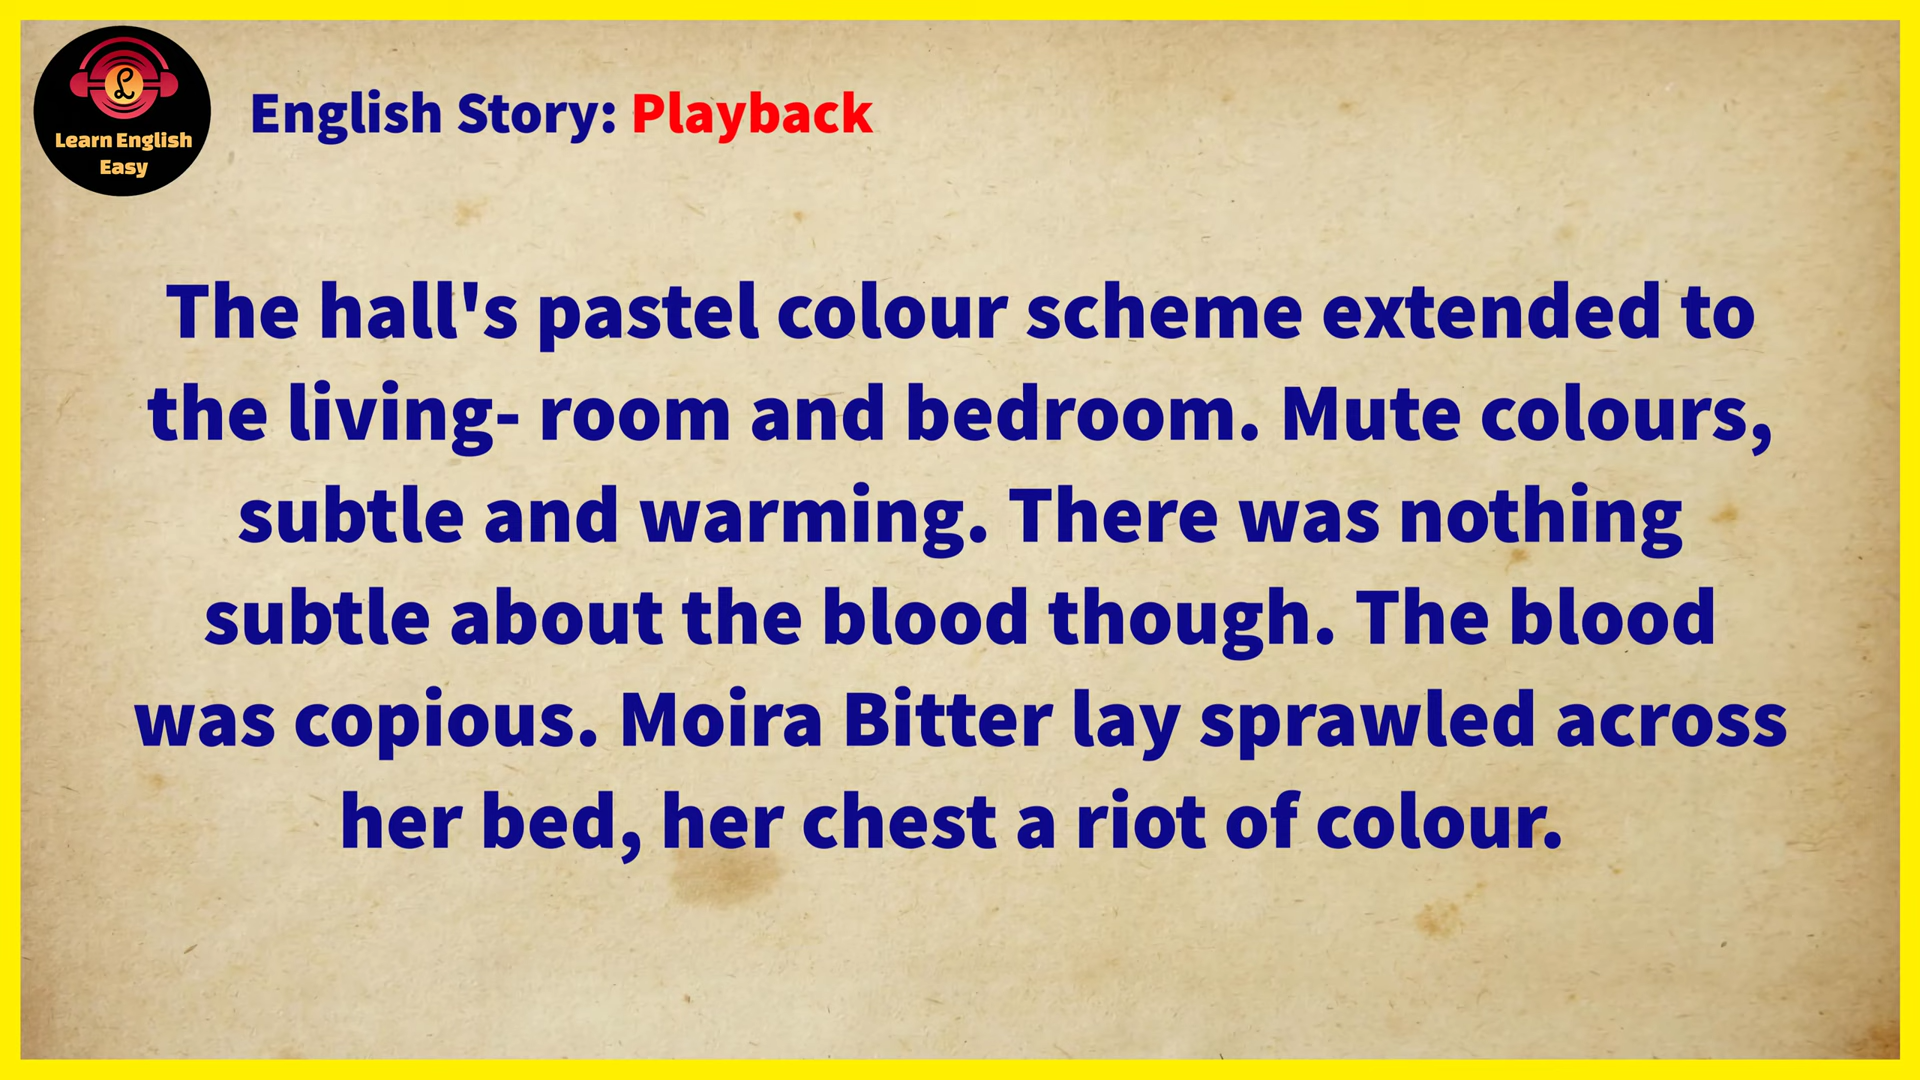 Learn English
Easy
English Story: Playback
The hall's pastel colour scheme extended to
the living- room and bedroom. Mute colours,
subtle and warming. There was nothing
subtle about the blood though. The blood
was copious. Moira Bitter lay sprawled across
her bed, her chest a riot of colour.